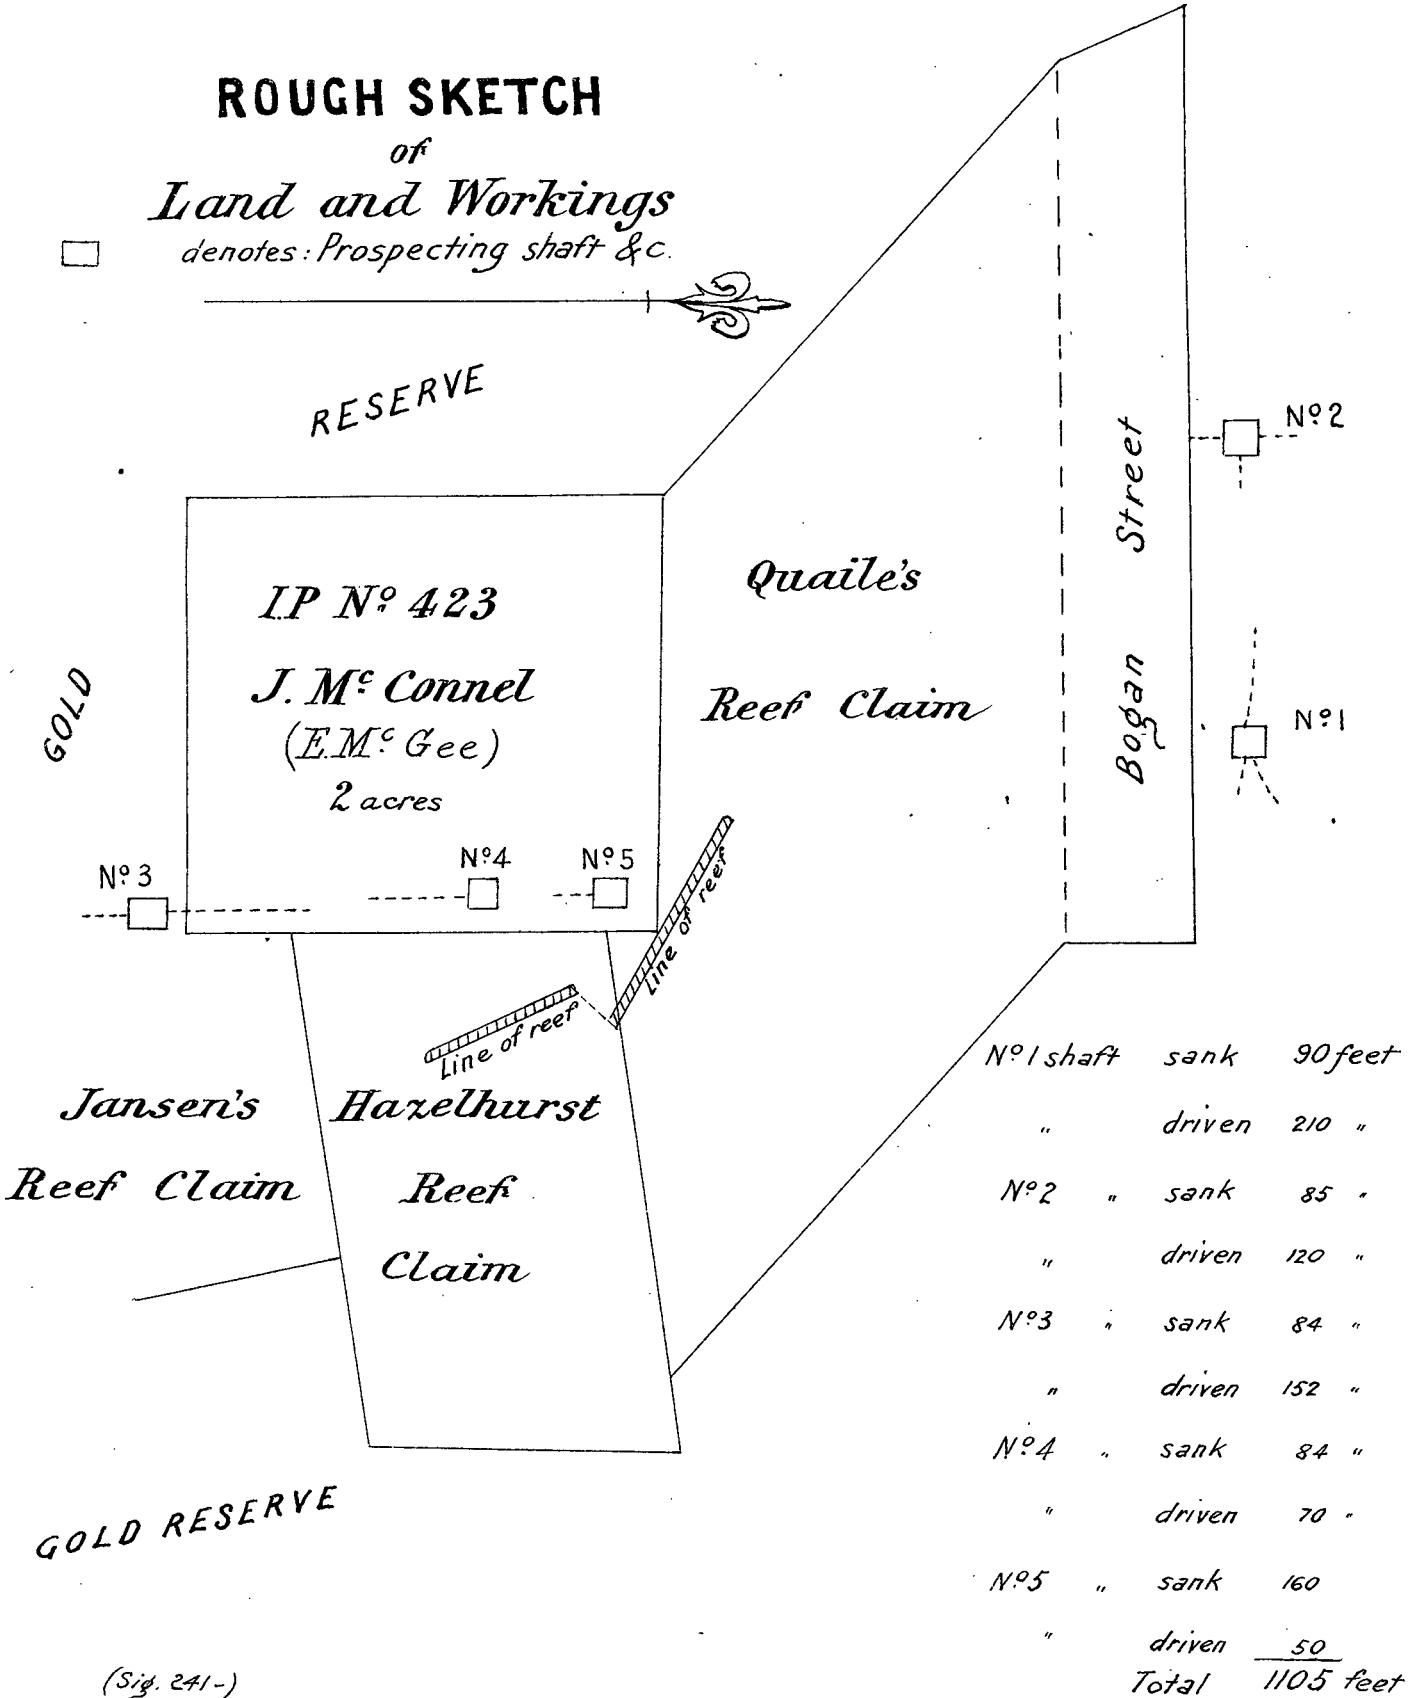 ROUGH SKETCH
of
Land and Workings
denotes: Prospecting shaft &c.
RESERVE
GOLD
I.P Nº 423
J. Mc Connel
(E. Mc Gee)
2 acres
Quaile's
Reef Claim
Bogan Street
Nº 2
Nº 1
Nº 3
Nº 4
Nº 5
Line of reef
Line of reef
Jansen's
Reef Claim
Hazelhurst
Reef
Claim
GOLD RESERVE
Nº 1 shaft sank 90 feet
" driven 210 "
Nº 2 " sank 85 "
" driven 120 "
Nº 3 " sank 84 "
" driven 152 "
Nº 4 " sank 84 "
" driven 70 "
Nº 5 " sank 160
" driven 50
Total 1105 feet
(Sig. 241-)